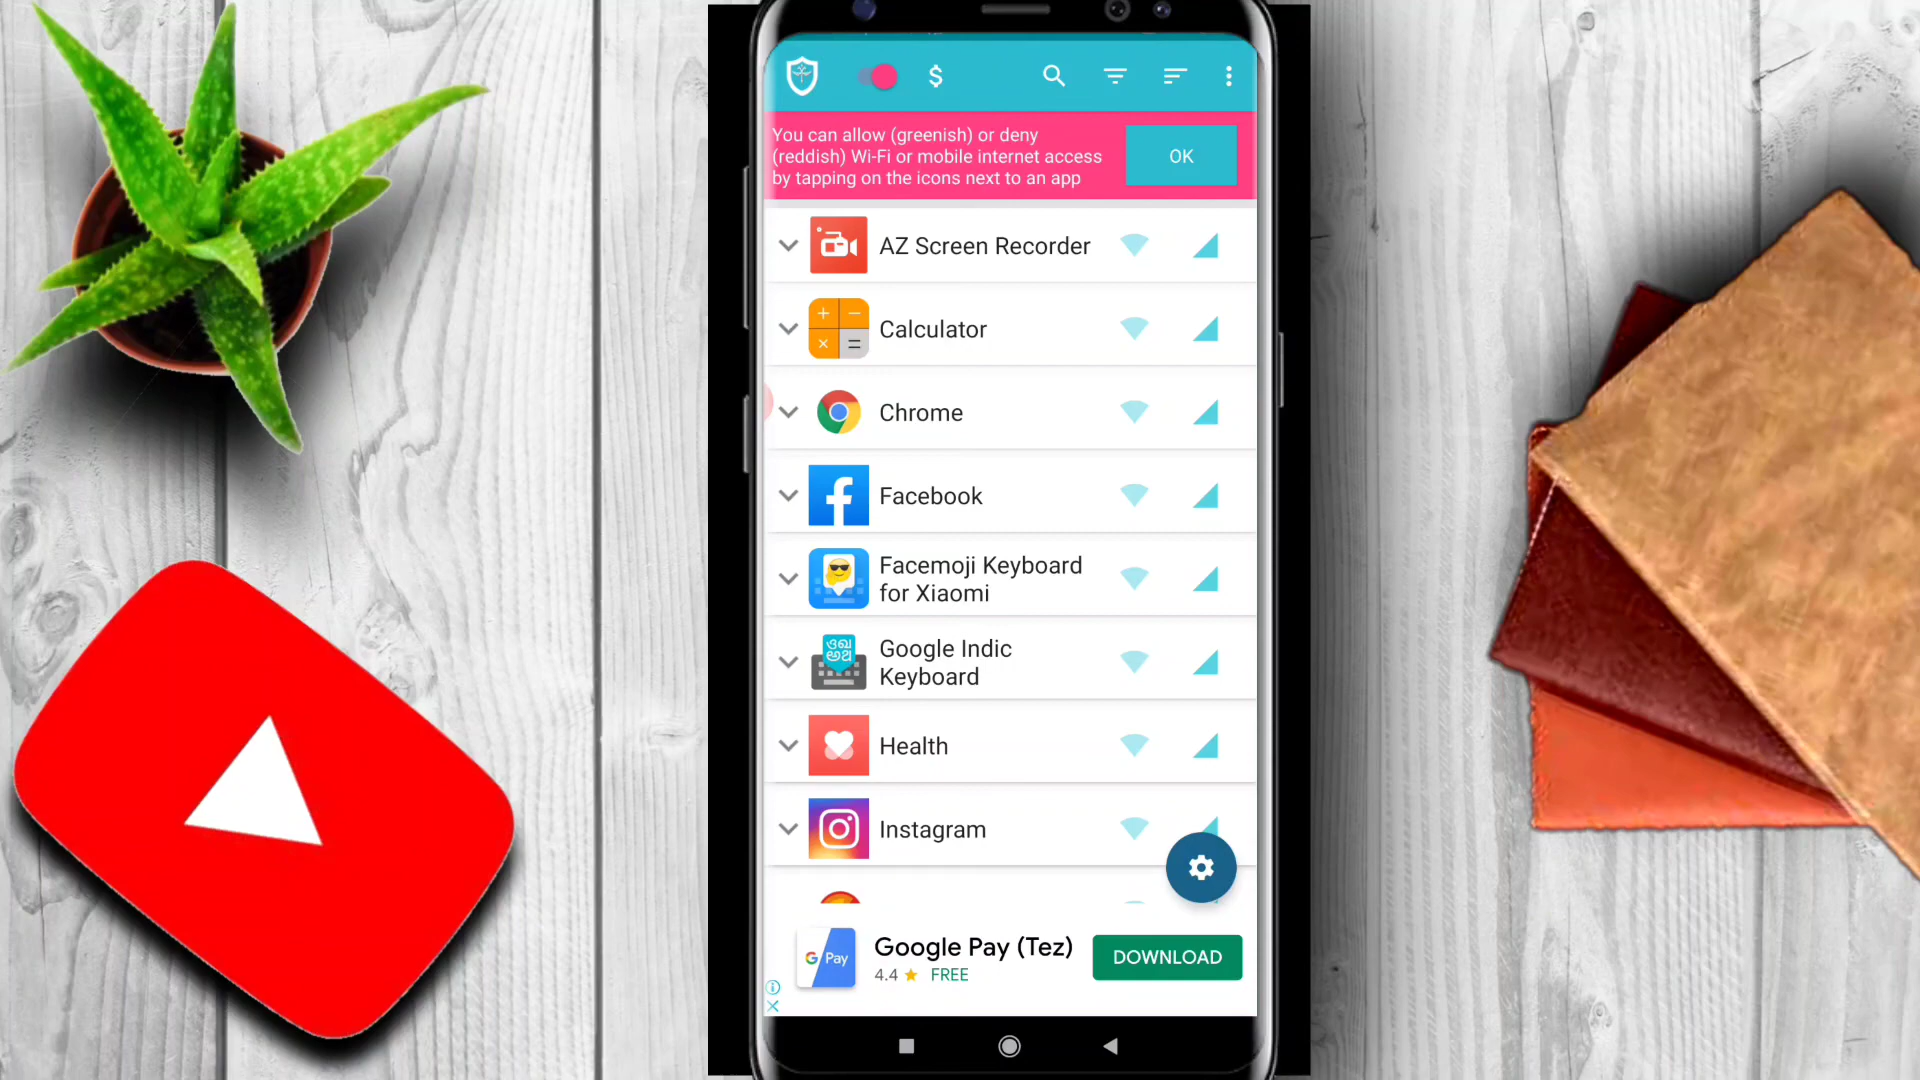 $
You can allow (greenish) or deny
(reddish) Wi-Fi or mobile internet access
by tapping on the icons next to an app
OK
AZ Screen Recorder
Calculator
Chrome
Facebook
Facemoji Keyboard
for Xiaomi
Google Indic
Keyboard
Health
Instagram
G Pay
Google Pay (Tez)
4.4 ★ FREE
DOWNLOAD